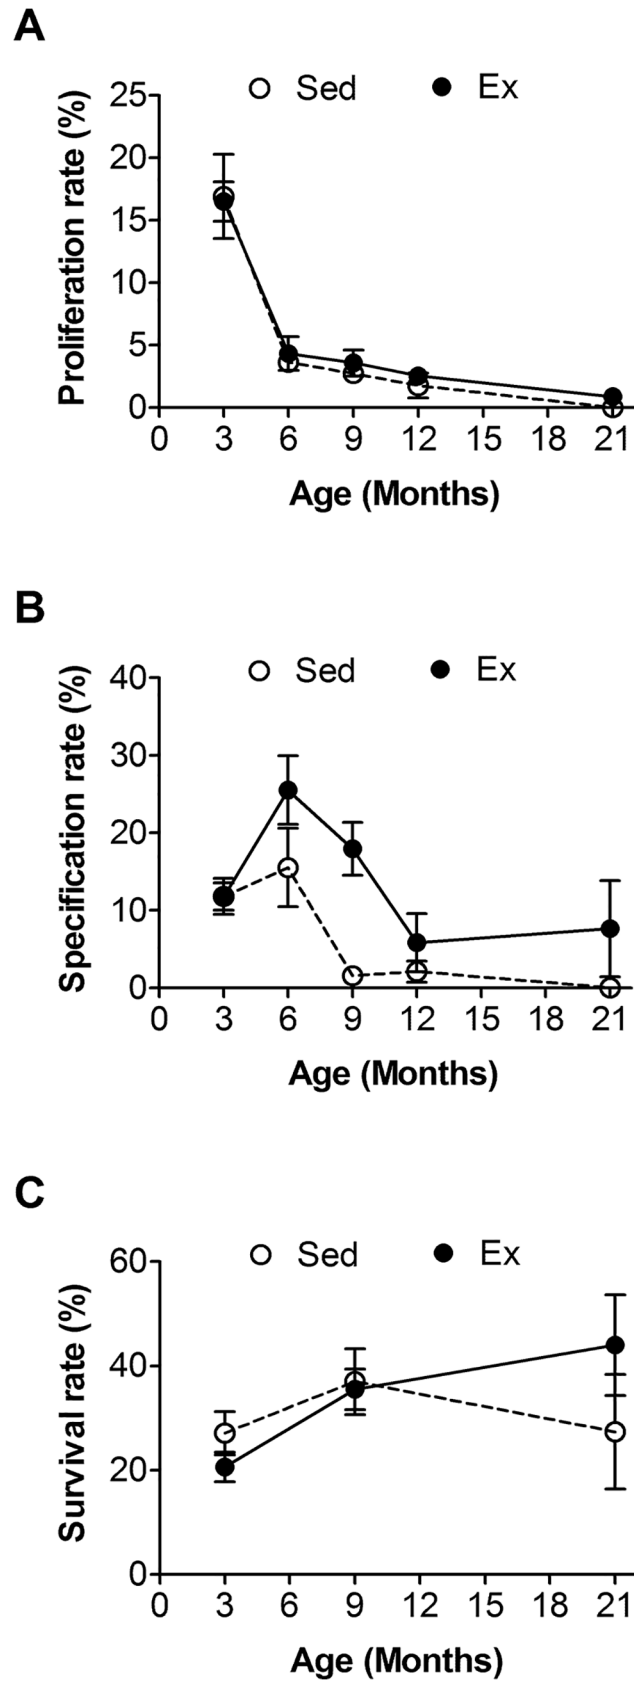 A
Sed Ex
25
20
15
10
5
0
Proliferation rate (%)
0 3 6 9 12 15 18 21
Age (Months)
B
Sed Ex
40
30
20
10
0
Specification rate (%)
0 3 6 9 12 15 18 21
Age (Months)
C
Sed Ex
60
40
20
0
Survival rate (%)
0 3 6 9 12 15 18 21
Age (Months)